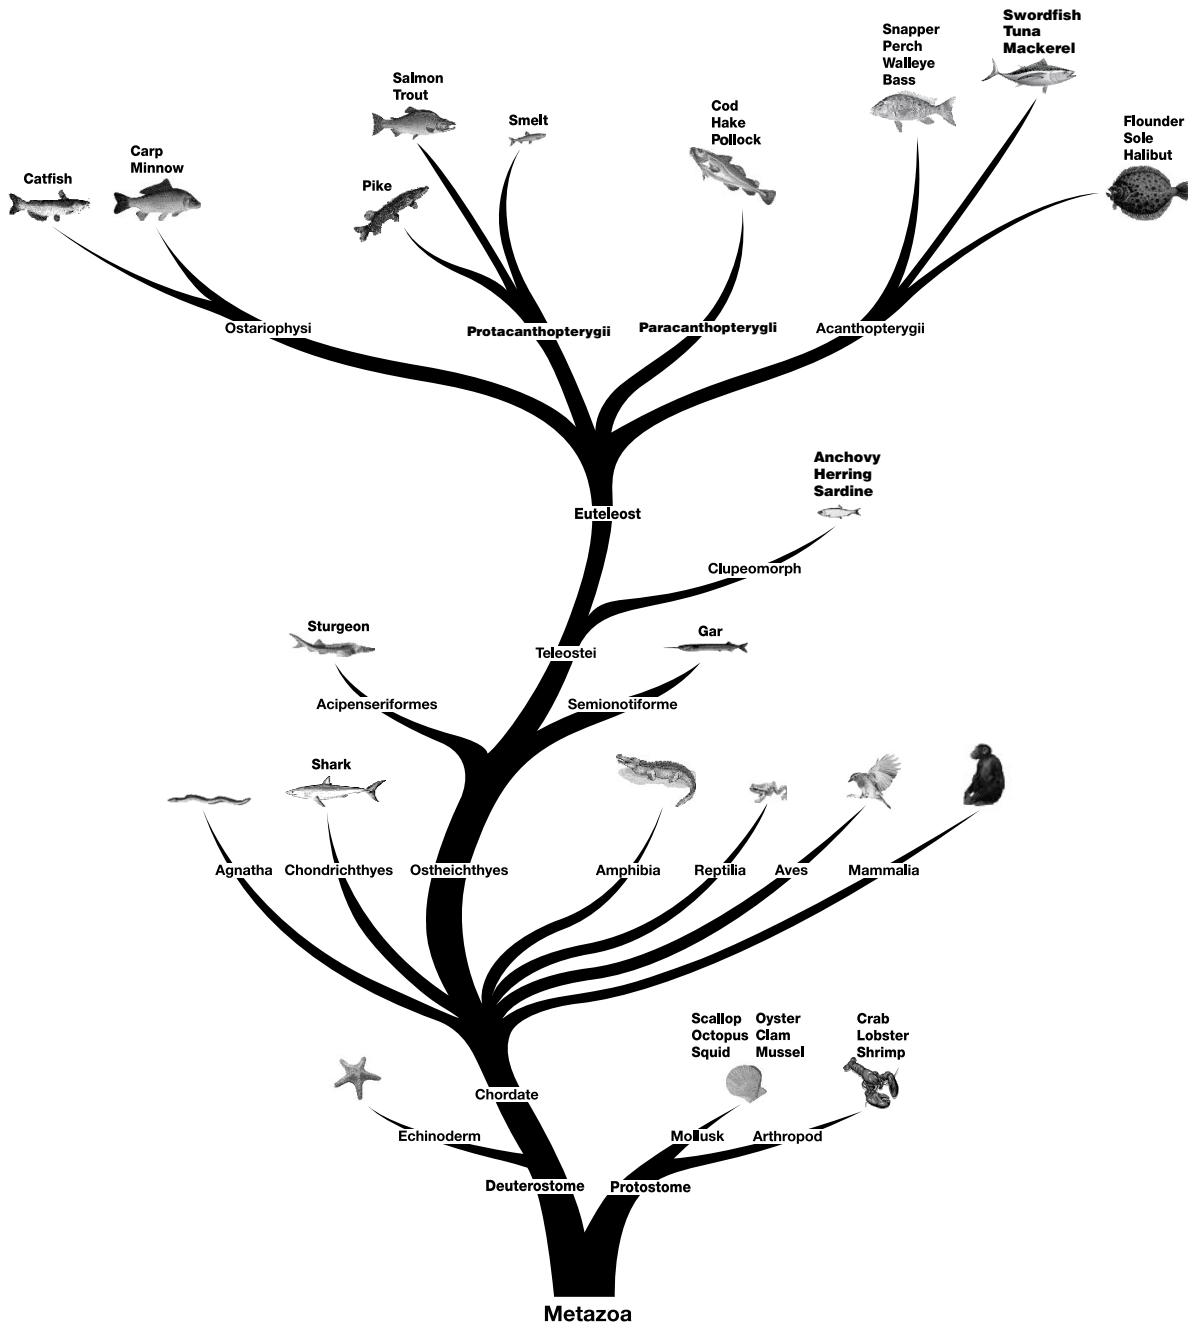 Swordfish
Tuna
Mackerel
Snapper
Perch
Walleye
Bass
Salmon
Trout
Smelt
Cod
Hake
Pollock
Flounder
Sole
Halibut
Carp
Minnow
Catfish
Pike
Ostariophysi
Protacanthopterygii
Paracanthopterygli
Acanthopterygii
Anchovy
Herring
Sardine
Euteleost
Clupeomorph
Sturgeon
Gar
Teleostei
Acipenseriformes
Semionotiforme
Shark
Agnatha
Chondrichthyes
Ostheichthyes
Amphibia
Reptilia
Aves
Mammalia
Scallop
Octopus
Squid
Oyster
Clam
Mussel
Crab
Lobster
Shrimp
Chordate
Echinoderm
Mollusk
Arthropod
Deuterostome
Protostome
Metazoa